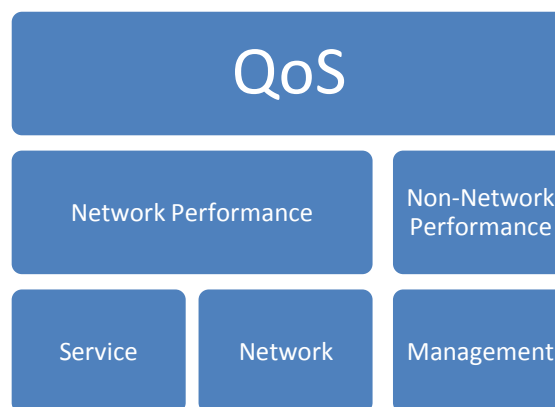 QoS
Network Performance
Non-Network
Performance
Service
Network
Management